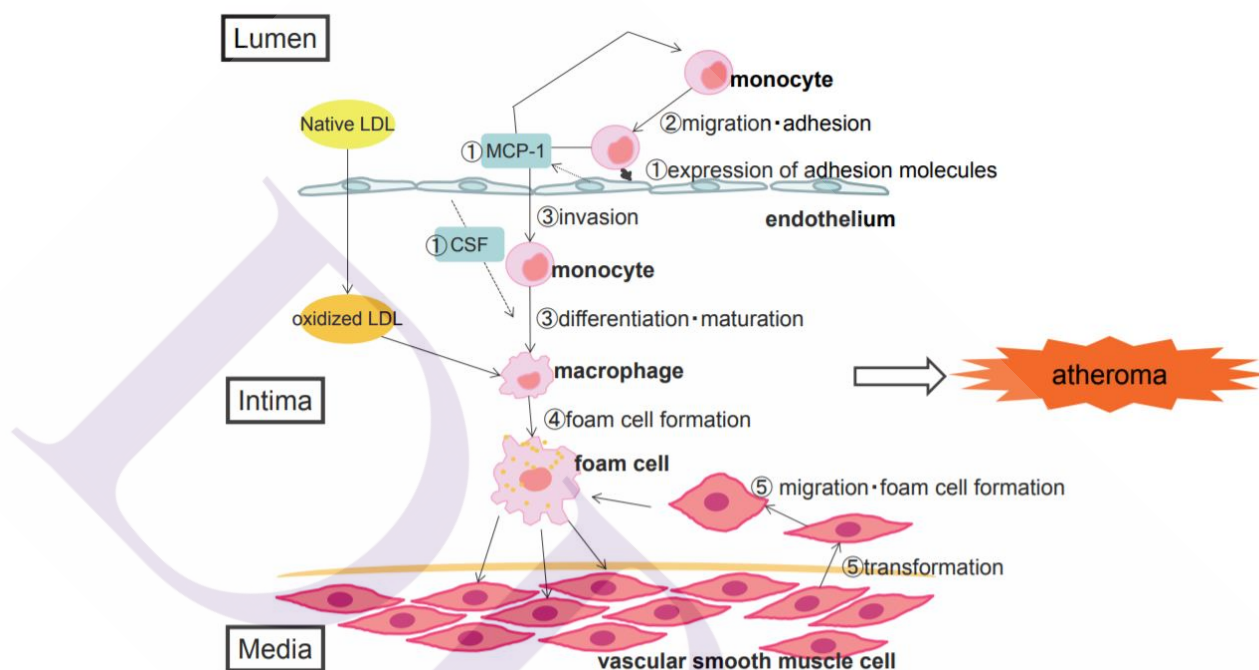 Lumen
monocyte
Native LDL
②migration・adhesion
①MCP-1
①expression of adhesion molecules
③invasion
endothelium
①CSF
monocyte
oxidized LDL
③differentiation・maturation
macrophage
atheroma
Intima
④foam cell formation
foam cell
⑤ migration・foam cell formation
⑤transformation
Media
vascular smooth muscle cell